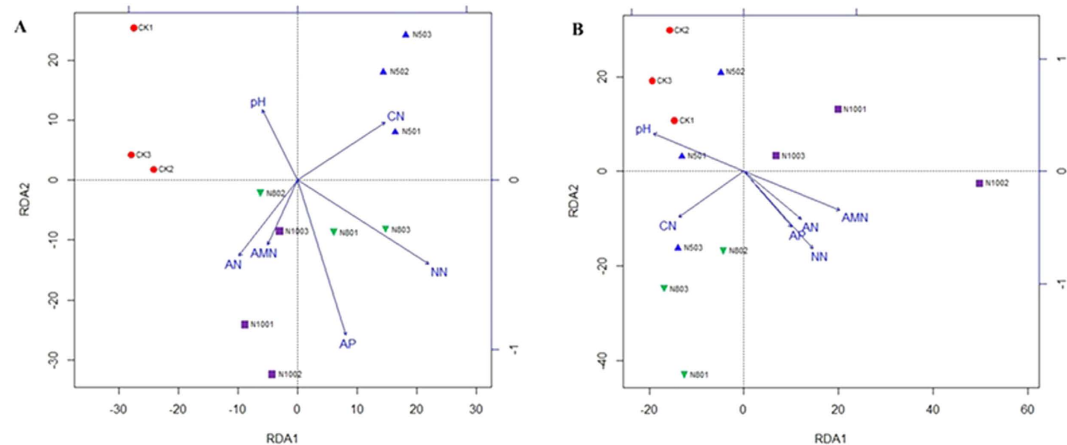 A
CK1
N503
N502
CN
N501
pH
CK3
CK2
N802
N1003
N801
N803
AN
AMN
NN
N1001
AP
N1002
20
10
0
-10
-20
-30
RDA2
-30
-20
-10
0
10
20
30
RDA1
0
-1
B
CK2
CK3
N502
CK1
N1001
pH
N501
N1003
N1002
CN
AMN
AN
AP
NN
N503
N802
N803
N801
20
0
-20
-40
RDA2
-20
0
20
40
60
RDA1
1
0
-1